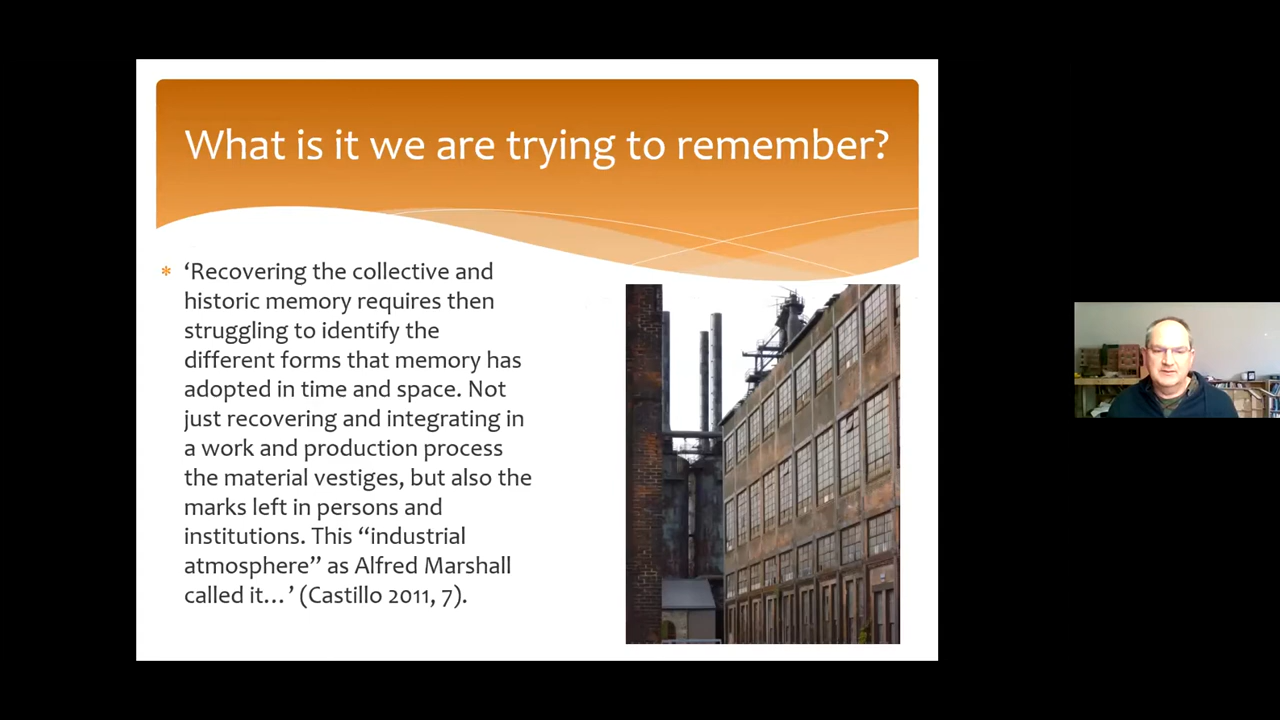 What is it we are trying to remember?
* ‘Recovering the collective and
historic memory requires then
struggling to identify the
different forms that memory has
adopted in time and space. Not
just recovering and integrating in
a work and production process
the material vestiges, but also the
marks left in persons and
institutions. This “industrial
atmosphere” as Alfred Marshall
called it…’ (Castillo 2011, 7).